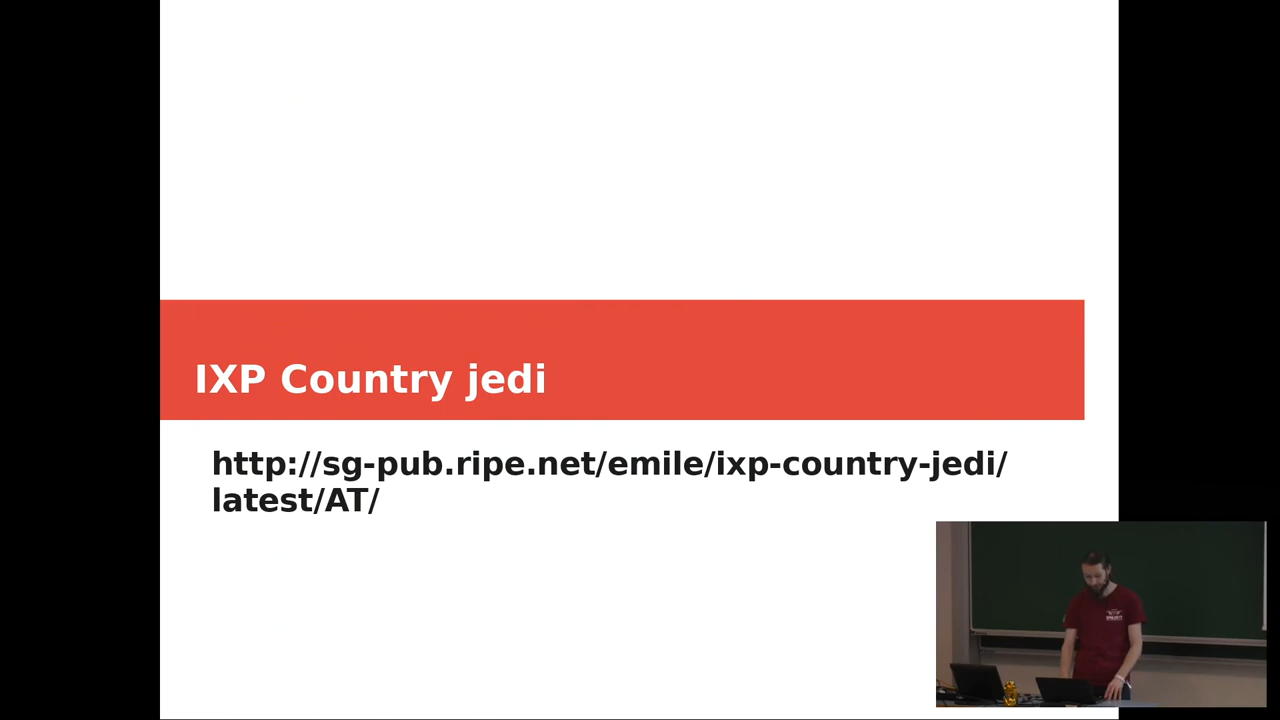 IXP Country jedi
http://sg-pub.ripe.net/emile/ixp-country-jedi/
latest/AT/